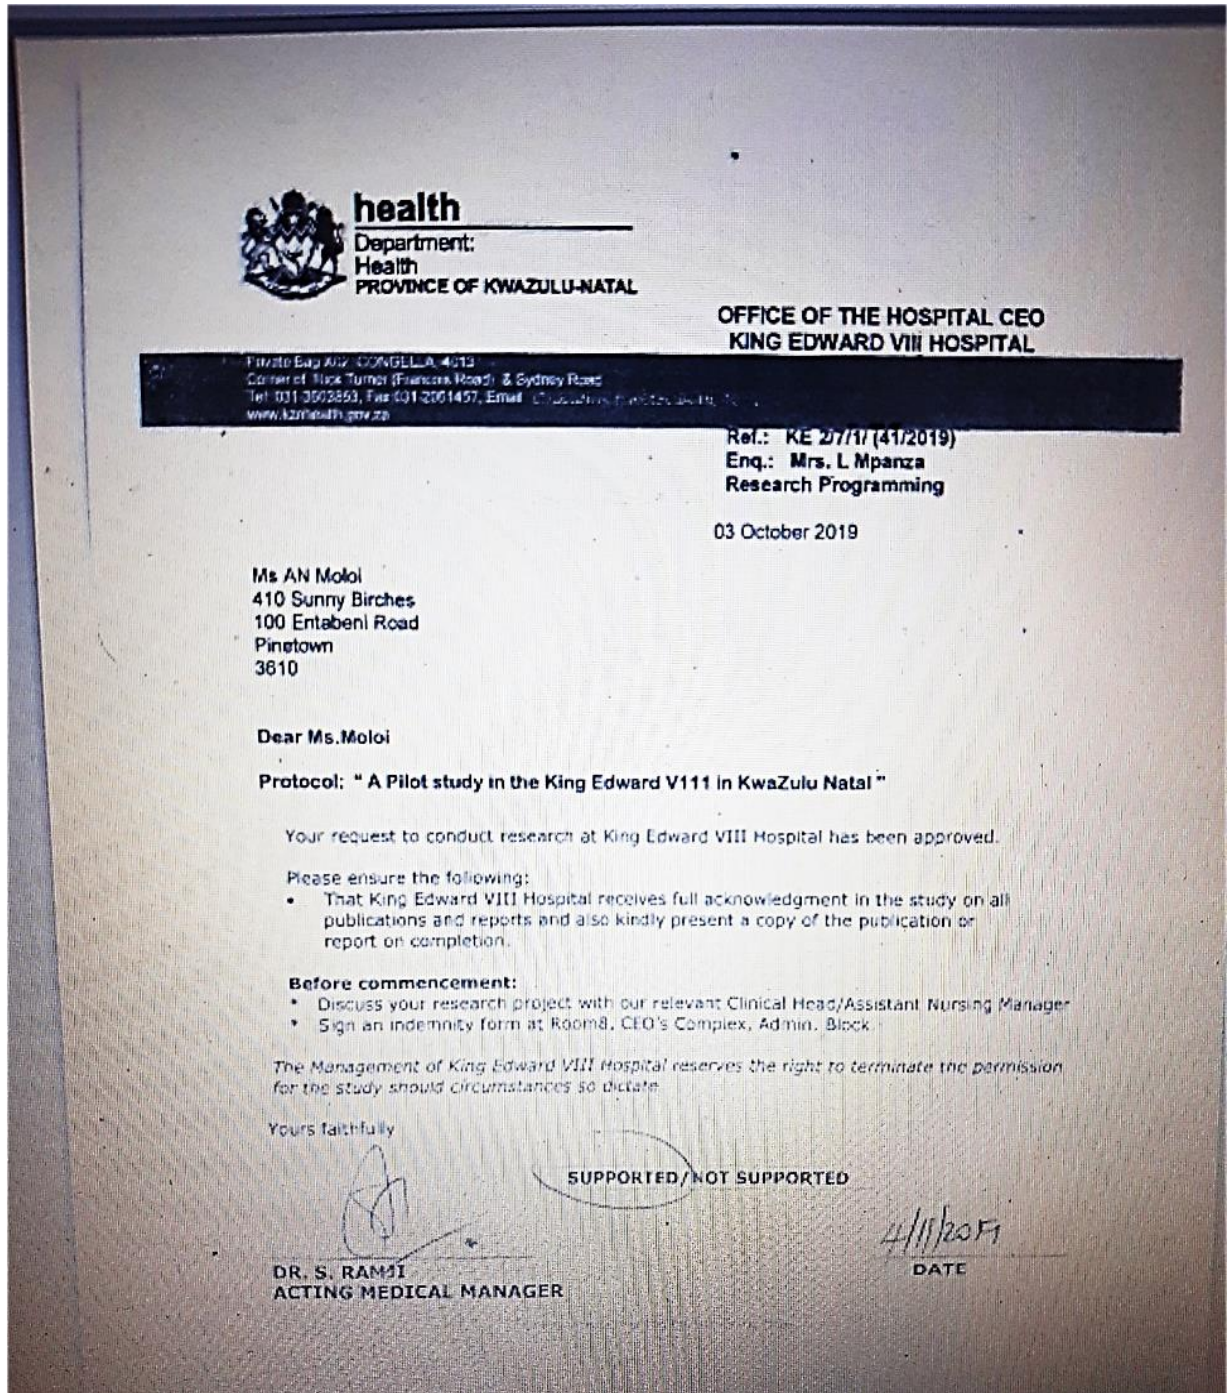 health
Department:
Health
PROVINCE OF KWAZULU-NATAL
OFFICE OF THE HOSPITAL CEO
KING EDWARD VIII HOSPITAL
Private Bag X02, CONGELLA, 4013
Corner of Rick Turner (Francois Road) & Sydney Road
Fax 031-2061457, Email
www.kznhealth.gov.za
Ref.: KE 2/7/1/ (41/2019)
Enq.: Mrs. L Mpanza
Research Programming
03 October 2019
Ms AN Moloi
410 Sunny Birches
100 Entabeni Road
Pinetown
3610
Dear Ms.Moloi
Protocol: " A Pilot study in the King Edward V111 in KwaZulu Natal "
Your request to conduct research at King Edward VIII Hospital has been approved.
Please ensure the following:
• That King Edward VIII Hospital receives full acknowledgment in the study on all
publications and reports and also kindly present a copy of the publication or
report on completion.
Before commencement:
* Discuss your research project with our relevant Clinical Head/Assistant Nursing Manager
* Sign an indemnity form at Room8, CEO's Complex, Admin. Block.
The Management of King Edward VIII Hospital reserves the right to terminate the permission
for the study should circumstances so dictate
Yours faithfully
SUPPORTED/NOT SUPPORTED
4/11/2019
DR. S. RAMJI
DATE
ACTING MEDICAL MANAGER